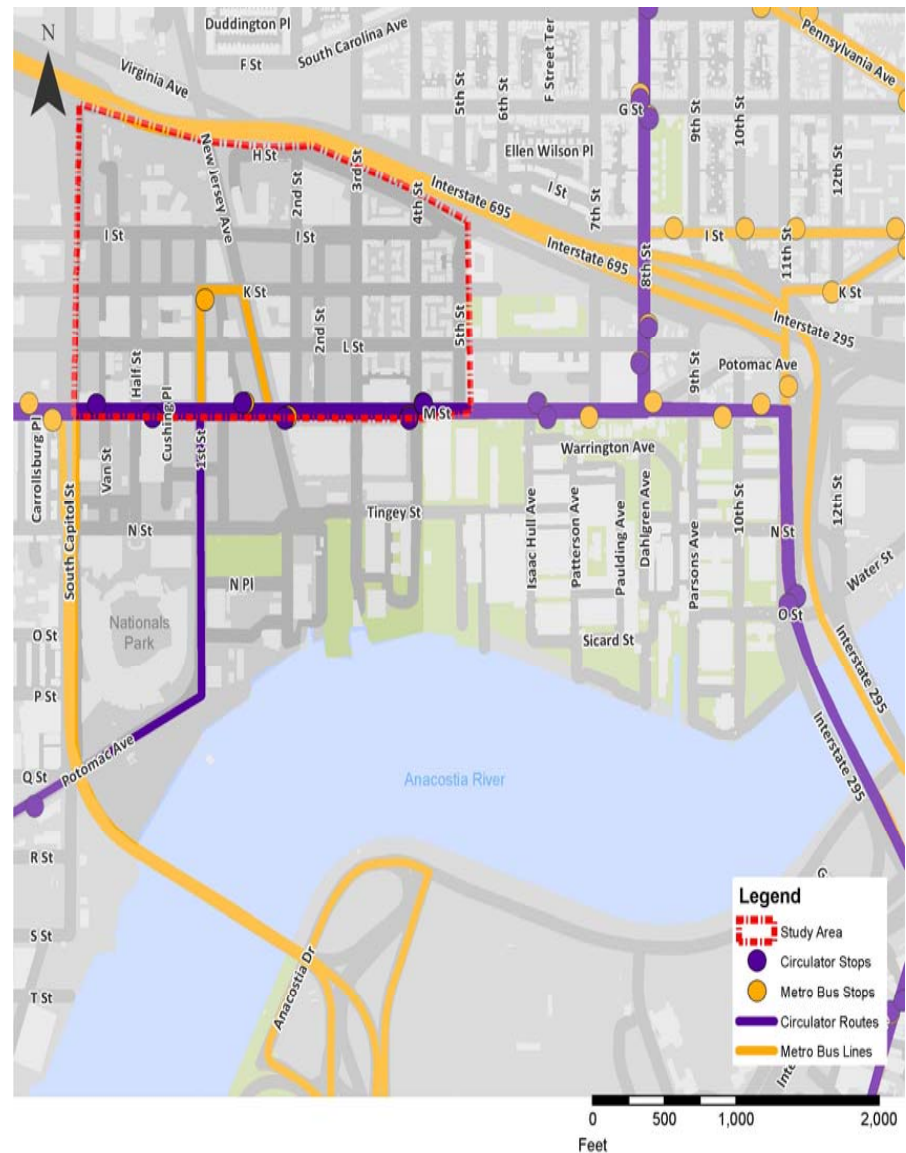 N
Duddington Pl
South Carolina Ave
F St
Virginia Ave
Pennsylvania Ave
5th St
6th St
F Street Ter
G St
9th St
10th St
12th St
Ellen Wilson Pl
I St
New Jersey Ave
H St
2nd St
3rd St
4th St
Interstate 695
7th St
I St
I St
Interstate 695
8th St
I St
11th St
K St
K St
Interstate 295
2nd St
5th St
L St
Half St
Cushing Pl
9th St
Potomac Ave
M St
Carrollsburg Pl
South Capitol St
Van St
1st St
Warrington Ave
Tingey St
N St
Isaac Hull Ave
Patterson Ave
Paulding Ave
Dahlgren Ave
Parsons Ave
10th St
N St
12th St
Water St
N Pl
Nationals
Park
O St
Sicard St
O St
P St
Interstate 295
Potomac Ave
Q St
Anacostia River
Interstate 295
R St
S St
T St
Anacostia Dr
Legend
Study Area
Circulator Stops
Metro Bus Stops
Circulator Routes
Metro Bus Lines
0 500 1,000 2,000
Feet